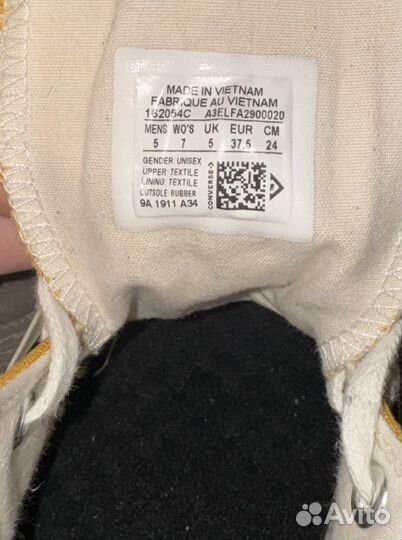 MADE IN VIETNAM
FABRIQUE AU VIETNAM
162054C A3ELFA2900020
MENS WO'S UK EUR CM
5 7 5 37.5 24
GENDER UNISEX
UPPER TEXTILE
LINING TEXTILE
OUTSOLE RUBBER
9A 1911 A34
CONVERSE
Avito